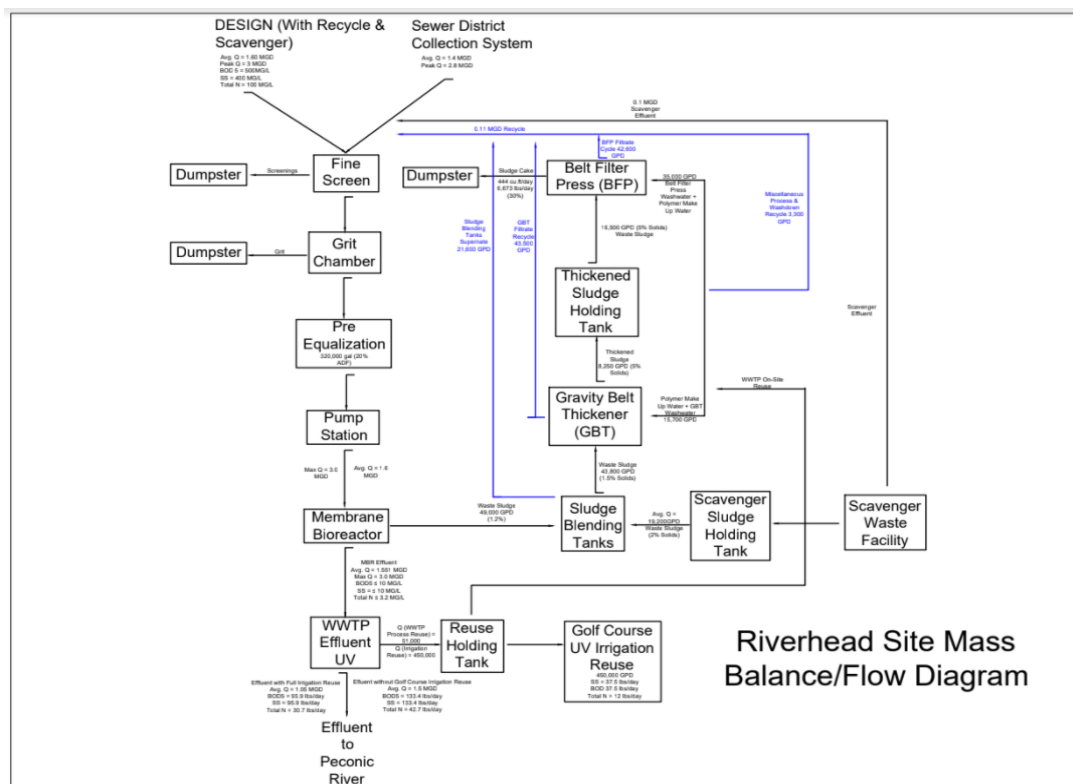 DESIGN (With Recycle &
Scavenger)
Avg. Q = 1.60 MGD
Peak Q = 3 MGD
BOD 5 = 500MG/L
SS = 400 MG/L
Total N = 100 MG/L
Sewer District
Collection System
Avg. Q = 1.4 MGD
Peak Q = 2.8 MGD
0.1 MGD
Scavenger
Effluent
0.11 MGD Recycle
BFP Filtrate
Cycle 42,600
GPD
Dumpster
Screenings
Fine
Screen
Dumpster
Sludge Cake
444 cu.ft/day
6,673 lbs/day
(30%)
Belt Filter
Press (BFP)
35,000 GPD
Belt Filter
Press
Washwater +
Polymer Make
Up Water
Miscellaneous
Process &
Washdown
Recycle 3,300
GPD
Sludge
Blending
Tanks
Supernate
21,600 GPD
GBT
Filtrate
Recycle
43,500
GPD
(5% Solids)
Waste Sludge
Dumpster
Grit
Grit
Chamber
Thickened
Sludge
Holding
Tank
Scavenger
Effluent
Pre
Equalization
320,000 gal (20%
ADF)
Thickened
Sludge
(5%
Solids)
WWTP On-Site
Reuse
Gravity Belt
Thickener
(GBT)
Polymer Make
Up Water + GBT
Washwater
15,700 GPD
Pump
Station
Max Q = 3.0
MGD
Avg. Q = 1.6
MGD
Waste Sludge
(1.5% Solids)
Membrane
Bioreactor
Waste Sludge
49,000 GPD
(1.2%)
Sludge
Blending
Tanks
Avg. Q =
Waste Sludge
(2% Solids)
Scavenger
Sludge
Holding
Tank
Scavenger
Waste
Facility
MBR Effluent
Avg. Q = 1.551 MGD
Max Q = 3.0 MGD
BOD5 ≤ 10 MG/L
SS = ≤ 10 MG/L
Total N ≤ 3.2 MG/L
WWTP
Effluent
UV
Q (WWTP
Process Reuse) =
51,000
Q (Irrigation
Reuse) = 450,000
Reuse
Holding
Tank
Golf Course
UV Irrigation
Reuse
450,000 GPD
SS = 37.5 lbs/day
BOD 37.5 lbs/day
Total N = 12 lbs/day
Riverhead Site Mass
Balance/Flow Diagram
Effluent with Full Irrigation Reuse
Avg. Q = 1.05 MGD
BOD5 = lbs/day
SS = lbs/day
Total N = 30.7 lbs/day
Effluent without Golf Course Irrigation Reuse
Avg. Q = 1.5 MGD
BOD5 = 133.4 lbs/day
SS = 133.4 lbs/day
Total N = 42.7 lbs/day
Effluent
to
Peconic
River